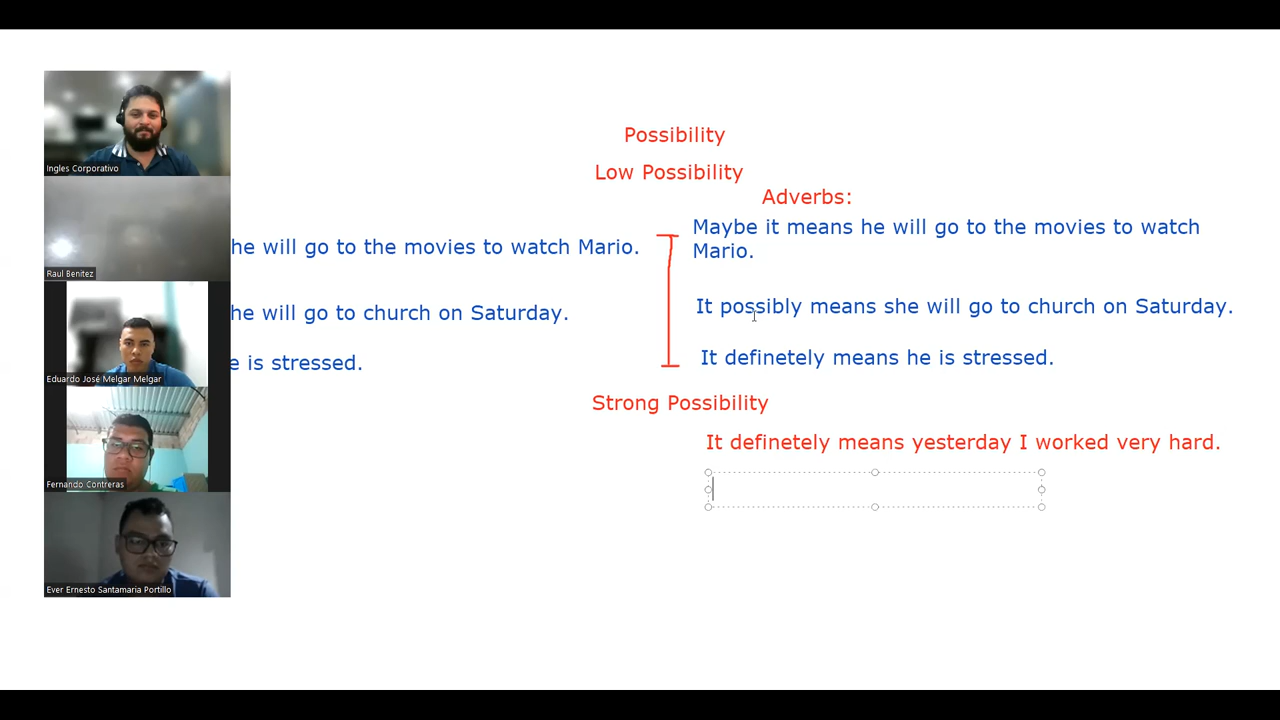 Possibility
Low Possibility
Adverbs:
Maybe it means he will go to the movies to watch
Mario.
he will go to the movies to watch Mario.
It possibly means she will go to church on Saturday.
he will go to church on Saturday.
It definetely means he is stressed.
e is stressed.
Strong Possibility
It definetely means yesterday I worked very hard.
Ingles Corporativo
Raul Benitez
Eduardo José Melgar Melgar
Fernando Contreras
Ever Ernesto Santamaria Portillo